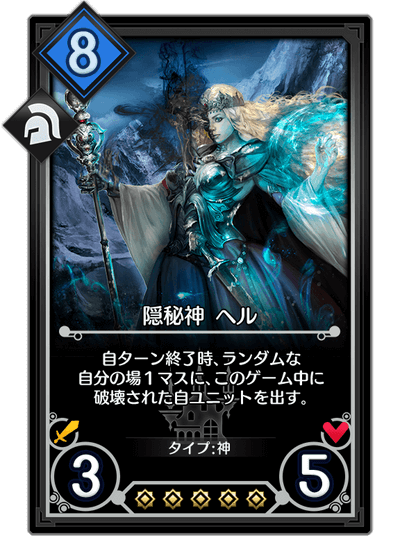 8
隠秘神 ヘル
自ターン終了時、ランダムな
自分の場1マスに、このゲーム中に
破壊された自ユニットを出す。
タイプ:神
3
5